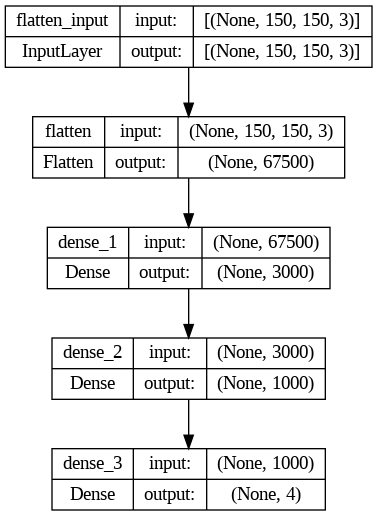 flatten_input input: [(None, 150, 150, 3)]
InputLayer output: [(None, 150, 150, 3)]
flatten input: (None, 150, 150, 3)
Flatten output: (None, 67500)
dense_1 input: (None, 67500)
Dense output: (None, 3000)
dense_2 input: (None, 3000)
Dense output: (None, 1000)
dense_3 input: (None, 1000)
Dense output: (None, 4)